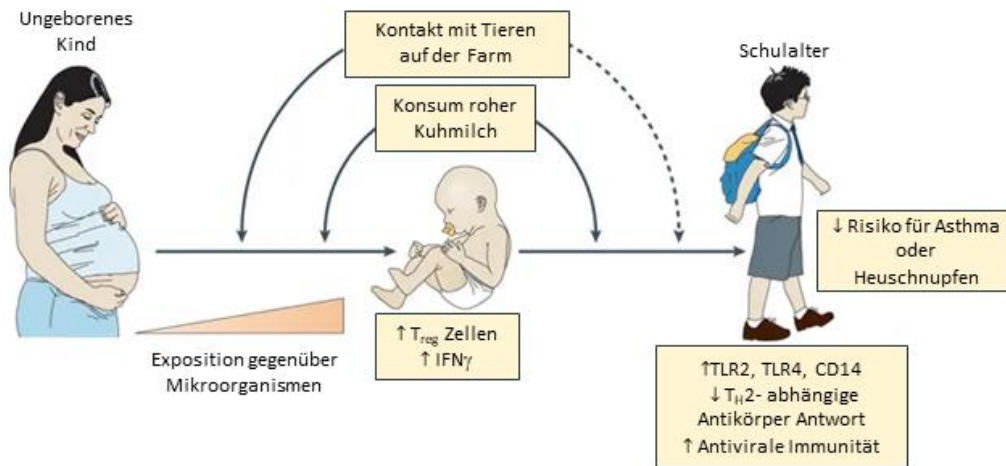 Ungeborenes
Kind
Kontakt mit Tieren
auf der Farm
Schulalter
Konsum roher
Kuhmilch
↓ Risiko für Asthma
oder
Heuschnupfen
Exposition gegenüber
Mikroorganismen
↑ Treg Zellen
↑ IFNγ
↑TLR2, TLR4, CD14
↓ TH2- abhängige
Antikörper Antwort
↑ Antivirale Immunität